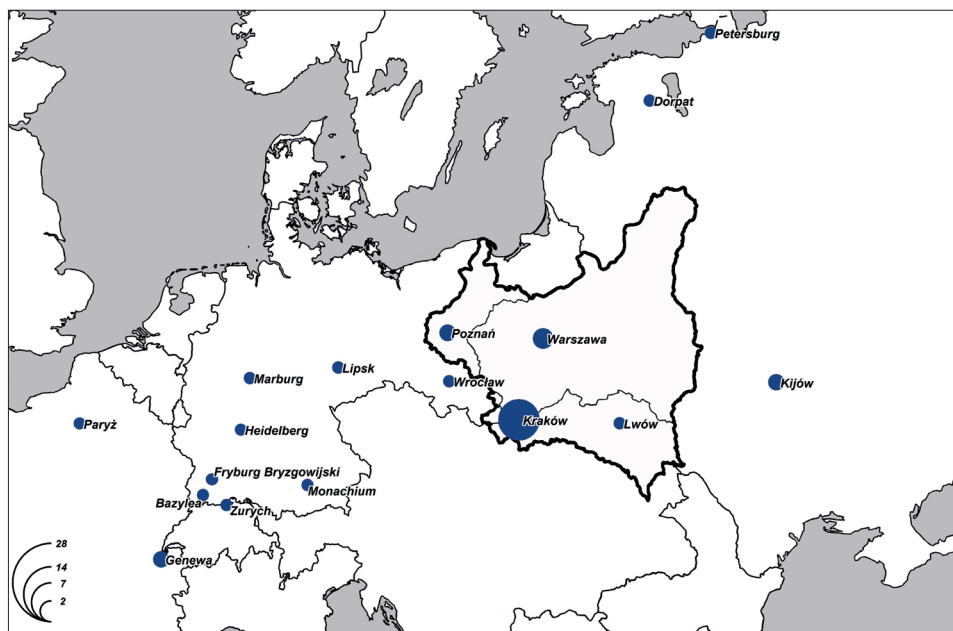 Petersburg
Dorpat
Poznań
Warszawa
Lipsk
Marburg
Wrocław
Kijów
Paryż
Kraków
Lwów
Heidelberg
Fryburg Bryzgowijski
Monachium
Bazylea
Zurych
Genewa
28
14
7
2